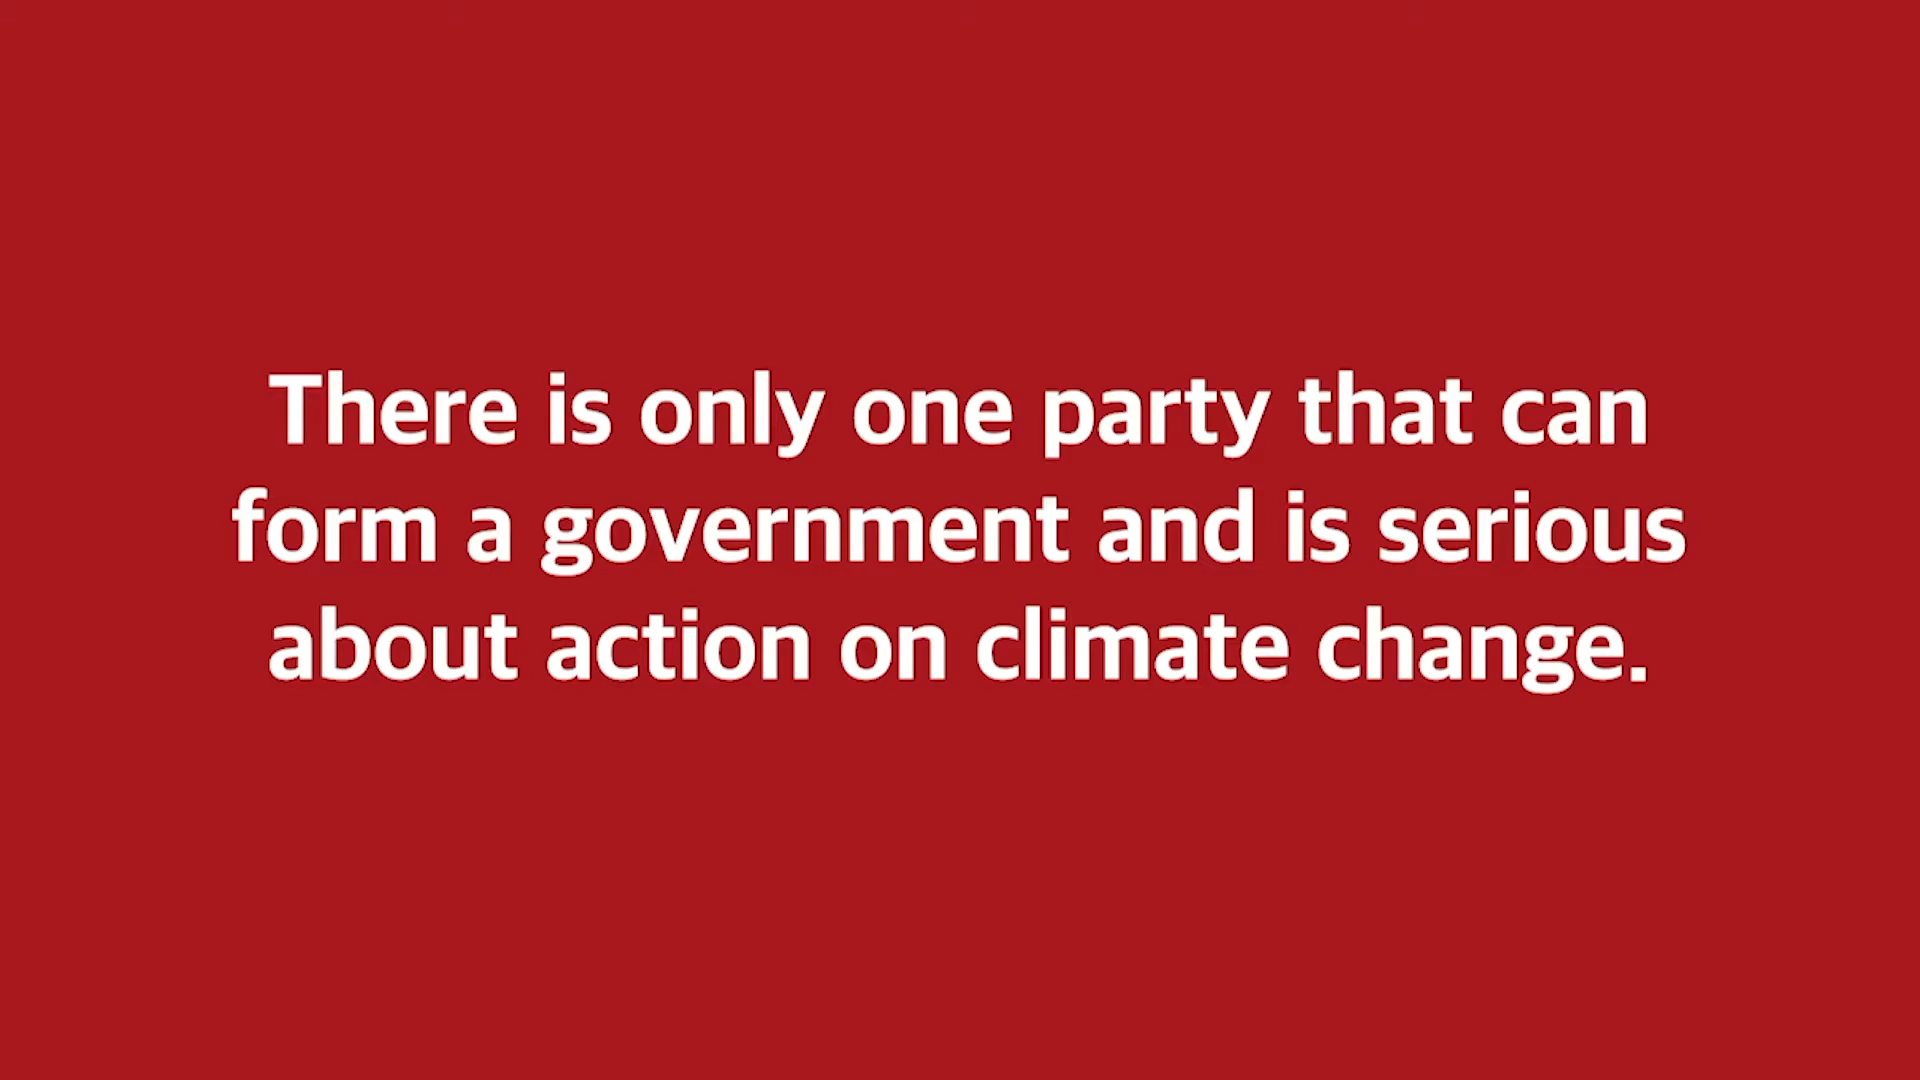 There is only one party that can
form a government and is serious
about action on climate change.